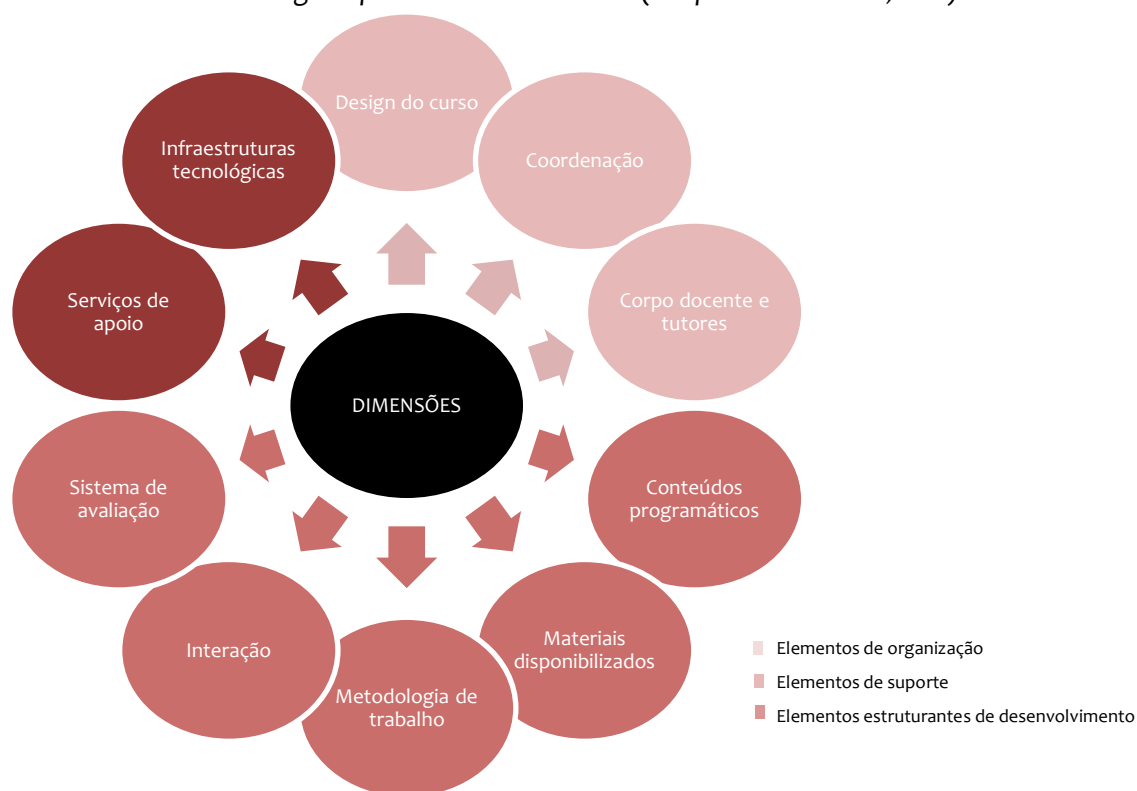 Design do curso
Coordenação
Corpo docente e
tutores
Conteúdos
programáticos
Materiais
disponibilizados
Metodologia de
trabalho
Interação
Sistema de
avaliação
Serviços de
apoio
Infraestruturas
tecnológicas
DIMENSÕES
Elementos de organização
Elementos de suporte
Elementos estruturantes de desenvolvimento